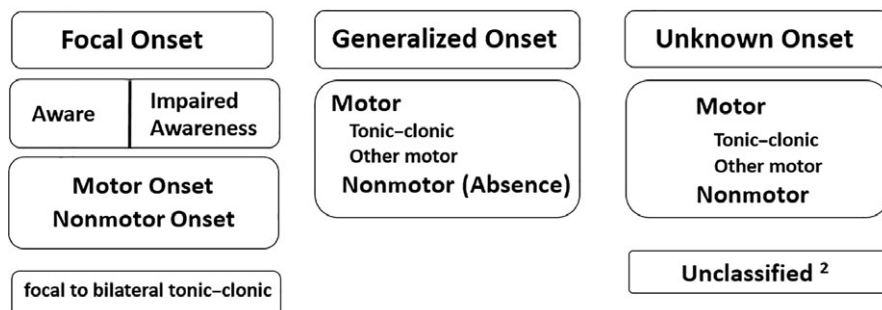 Focal Onset
Aware
Impaired
Awareness
Motor Onset
Nonmotor Onset
focal to bilateral tonic–clonic
Generalized Onset
Motor
Tonic–clonic
Other motor
Nonmotor (Absence)
Unknown Onset
Motor
Tonic–clonic
Other motor
Nonmotor
Unclassified ²